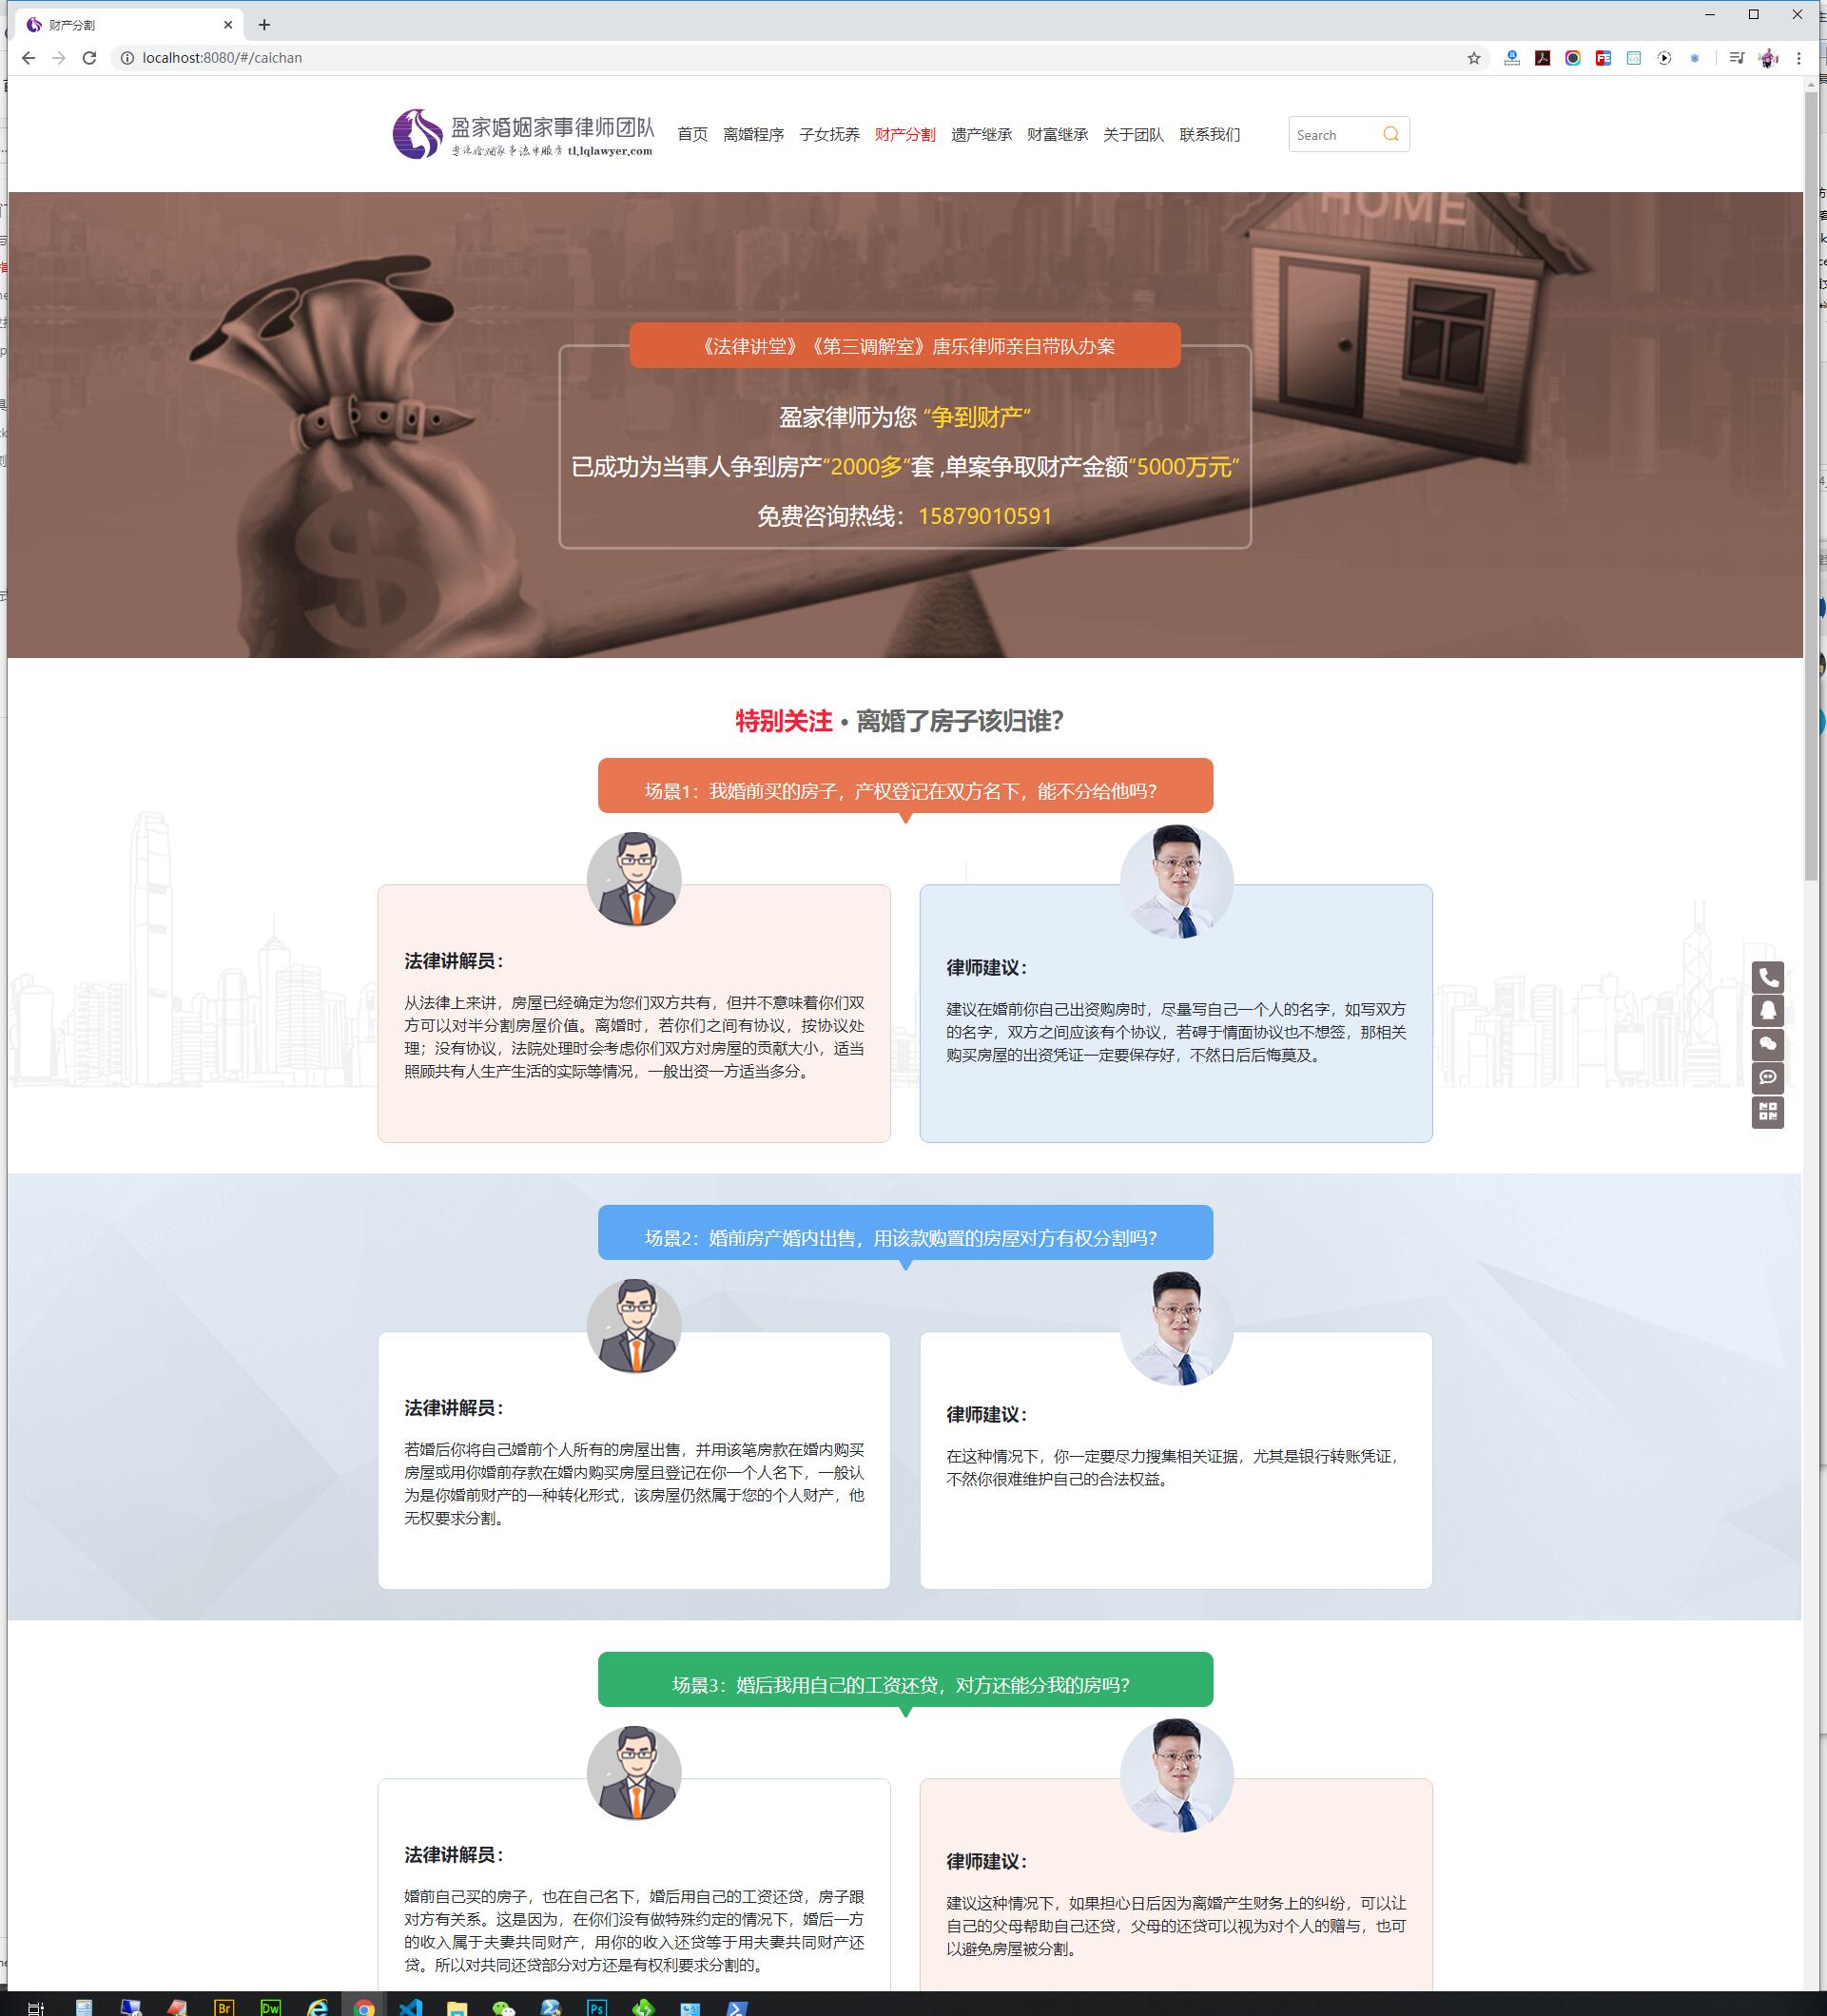 财产分割
localhost:8080/#/caichan
盈家婚姻家事律师团队
tl.lqlawyer.com
首页 离婚程序 子女抚养 财产分割 遗产继承 财富继承 关于团队 联系我们
Search
HOME
《法律讲堂》《第三调解室》唐乐律师亲自带队办案
盈家律师为您 “争到财产”
已成功为当事人争到房产“2000多”套 ,单案争取财产金额“5000万元”
免费咨询热线：15879010591
特别关注 · 离婚了房子该归谁？
场景1：我婚前买的房子，产权登记在双方名下，能不分给他吗？
法律讲解员：
从法律上来讲，房屋已经确定为您们双方共有，但并不意味着你们双
方可以对半分割房屋价值。离婚时，若你们之间有协议，按协议处
理；没有协议，法院处理时会考虑你们双方对房屋的贡献大小，适当
照顾共有人生产生活的实际等情况，一般出资一方适当多分。
律师建议：
建议在婚前你自己出资购房时，尽量写自己一个人的名字，如写双方
的名字，双方之间应该有个协议，若碍于情面协议也不想签，那相关
购买房屋的出资凭证一定要保存好，不然日后后悔莫及。
场景2：婚前房产婚内出售，用该款购置的房屋对方有权分割吗？
法律讲解员：
若婚后你将自己婚前个人所有的房屋出售，并用该笔房款在婚内购买
房屋或用你婚前存款在婚内购买房屋且登记在你一个人名下，一般认
为是你婚前财产的一种转化形式，该房屋仍然属于您的个人财产，他
无权要求分割。
律师建议：
在这种情况下，你一定要尽力搜集相关证据，尤其是银行转账凭证，
不然你很难维护自己的合法权益。
场景3：婚后我用自己的工资还贷，对方还能分我的房吗？
法律讲解员：
婚前自己买的房子，也在自己名下，婚后用自己的工资还贷，房子跟
对方有关系。这是因为，在你们没有做特殊约定的情况下，婚后一方
的收入属于夫妻共同财产，用你的收入还贷等于用夫妻共同财产还
贷。所以对共同还贷部分对方还是有权利要求分割的。
律师建议：
建议这种情况下，如果担心日后因为离婚产生财务上的纠纷，可以让
自己的父母帮助自己还贷，父母的还贷可以视为对个人的赠与，也可
以避免房屋被分割。
Br Dw Ps